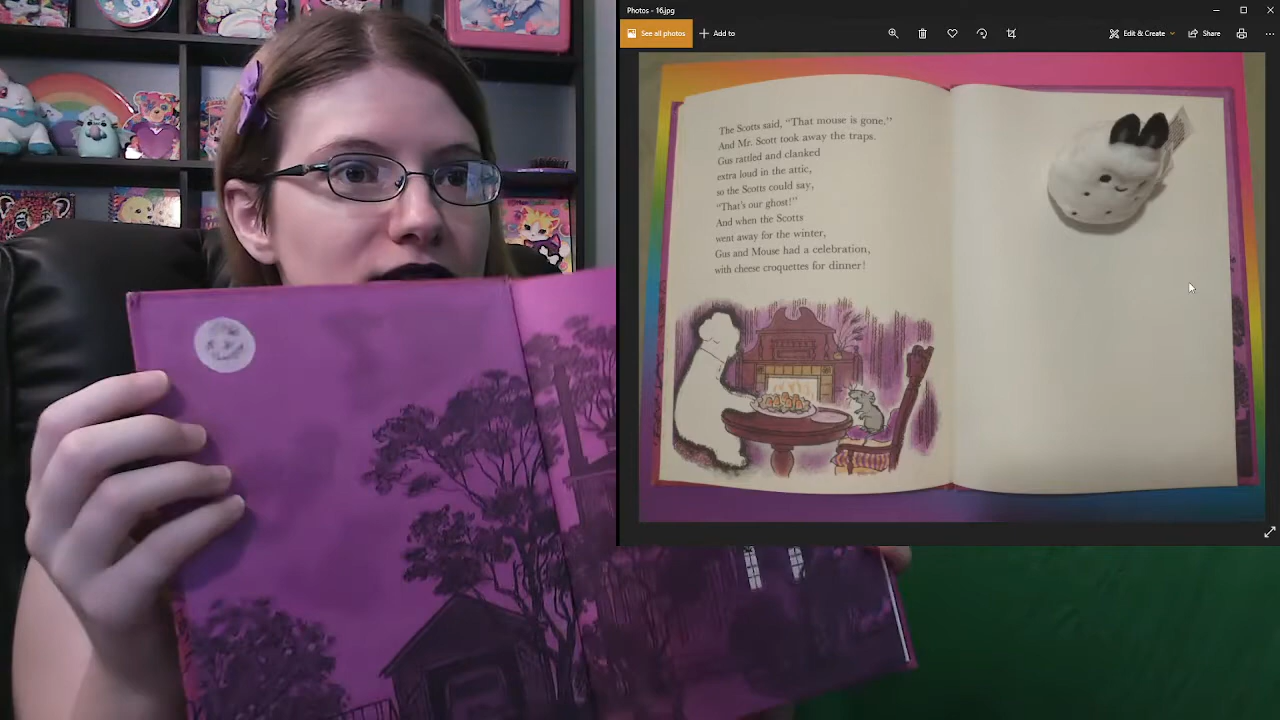 Photos - 16.jpg
See all photos
Add to
Edit & Create
Share
The Scotts said, "That mouse is gone."
And Mr. Scott took away the traps.
Gus rattled and clanked
extra loud in the attic,
so the Scotts could say,
"That's our ghost!"
And when the Scotts
went away for the winter,
Gus and Mouse had a celebration,
with cheese croquettes for dinner!